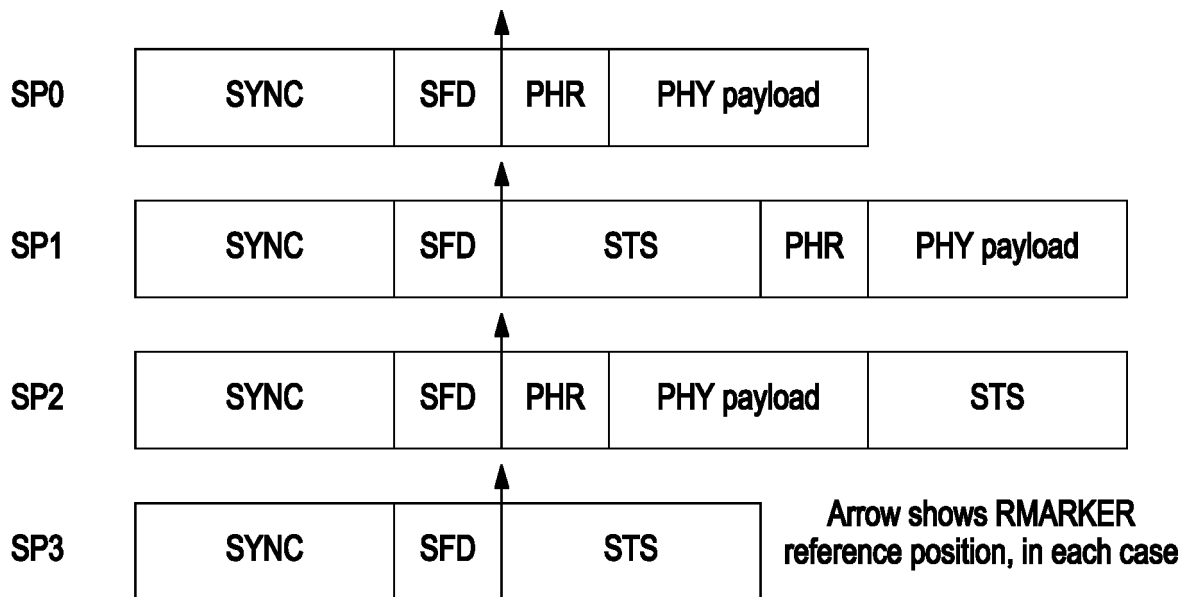 SP0 SYNC SFD PHR PHY payload
SP1 SYNC SFD STS PHR PHY payload
SP2 SYNC SFD PHR PHY payload STS
SP3 SYNC SFD STS
Arrow shows RMARKER
reference position, in each case